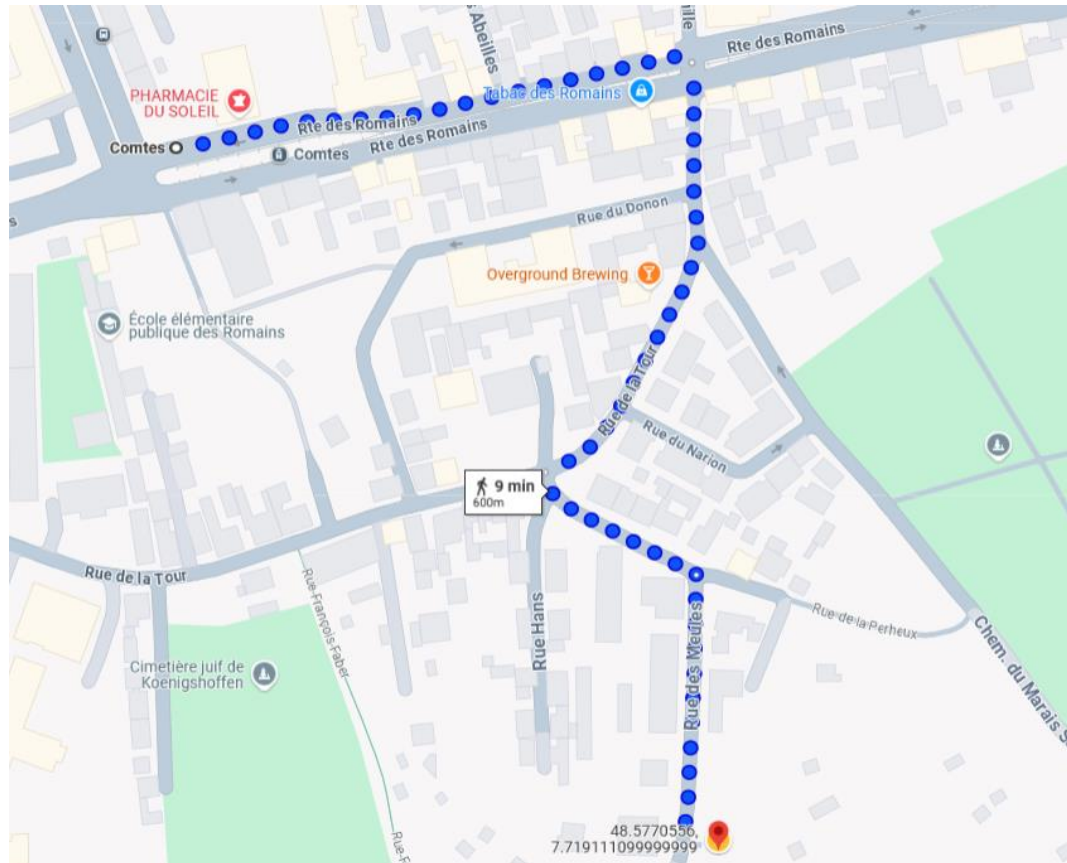 Rte des Romains
PHARMACIE
DU SOLEIL
Tabac des Romains
Rte des Romains
Comtes
Comtes
Rte des Romains
Rue du Donon
Overground Brewing
École élémentaire
publique des Romains
Rue de la Tour
Rue du Narion
9 min
600m
Rue de la Tour
Rue François Faber
Rue Hans
Rue des Meules
Rue de la Perheux
Chem. du Marais S
Cimetière juif de
Koenigshoffen
48.5770556,
7.719111099999999